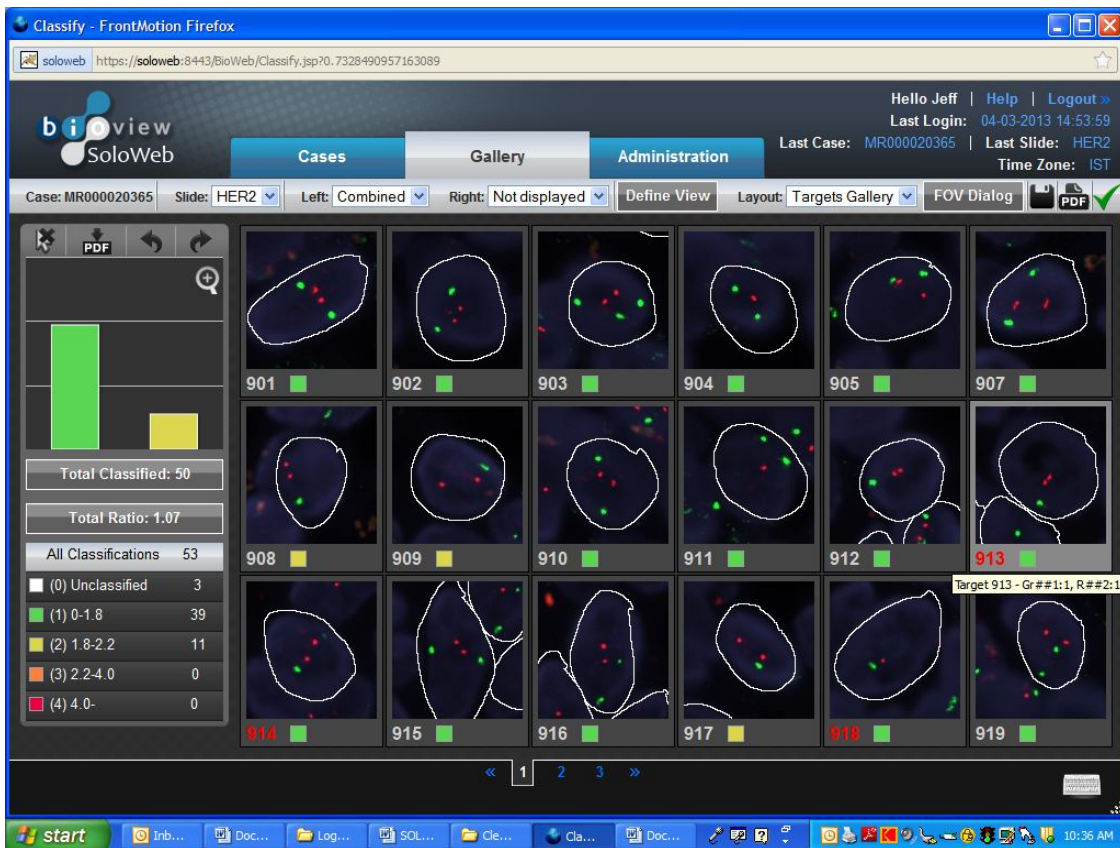 Classify - FrontMotion Firefox
soloweb https://soloweb:8443/BioWeb/Classify.jsp?0.7328490957163089
bioview
SoloWeb
Hello Jeff | Help | Logout »
Last Login: 04-03-2013 14:53:59
Last Case: MR000020365 | Last Slide: HER2
Time Zone: IST
Cases Gallery Administration
Case: MR000020365 Slide: HER2 Left: Combined Right: Not displayed Define View Layout: Targets Gallery FOV Dialog PDF
PDF
Total Classified: 50
Total Ratio: 1.07
All Classifications 53
(0) Unclassified 3
(1) 0-1.8 39
(2) 1.8-2.2 11
(3) 2.2-4.0 0
(4) 4.0- 0
901 902 903 904 905 907
908 909 910 911 912 913
Target 913 - Gr##1:1, R##2:1
914 915 916 917 918 919
« 1 2 3 »
start Inb... Doc... Log... SOL... Cle... Cla... Doc... 10:36 AM